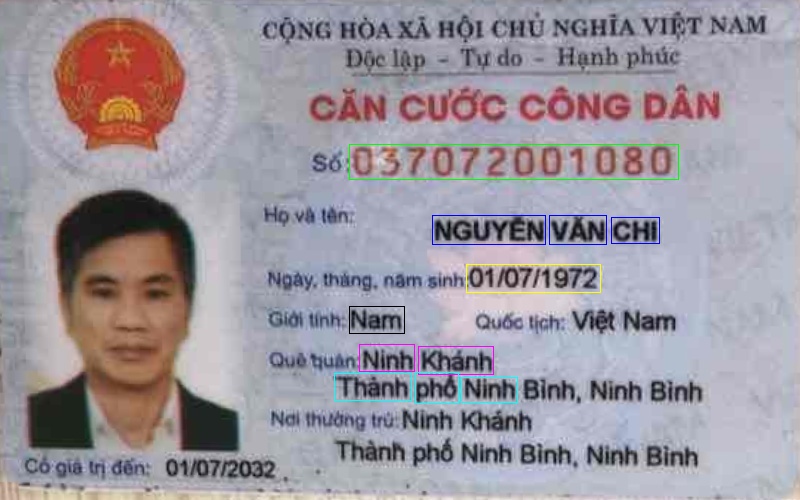 CỘNG HÒA XÃ HỘI CHỦ NGHĨA VIỆT NAM
Độc lập - Tự do - Hạnh phúc
CĂN CƯỚC CÔNG DÂN
Số: 037072001080
Họ và tên:
NGUYỄN VĂN CHI
Ngày, tháng, năm sinh: 01/07/1972
Giới tính: Nam Quốc tịch: Việt Nam
Quê quán: Ninh Khánh
Thành phố Ninh Bình, Ninh Bình
Nơi thường trú: Ninh Khánh
Thành phố Ninh Bình, Ninh Bình
Có giá trị đến: 01/07/2032